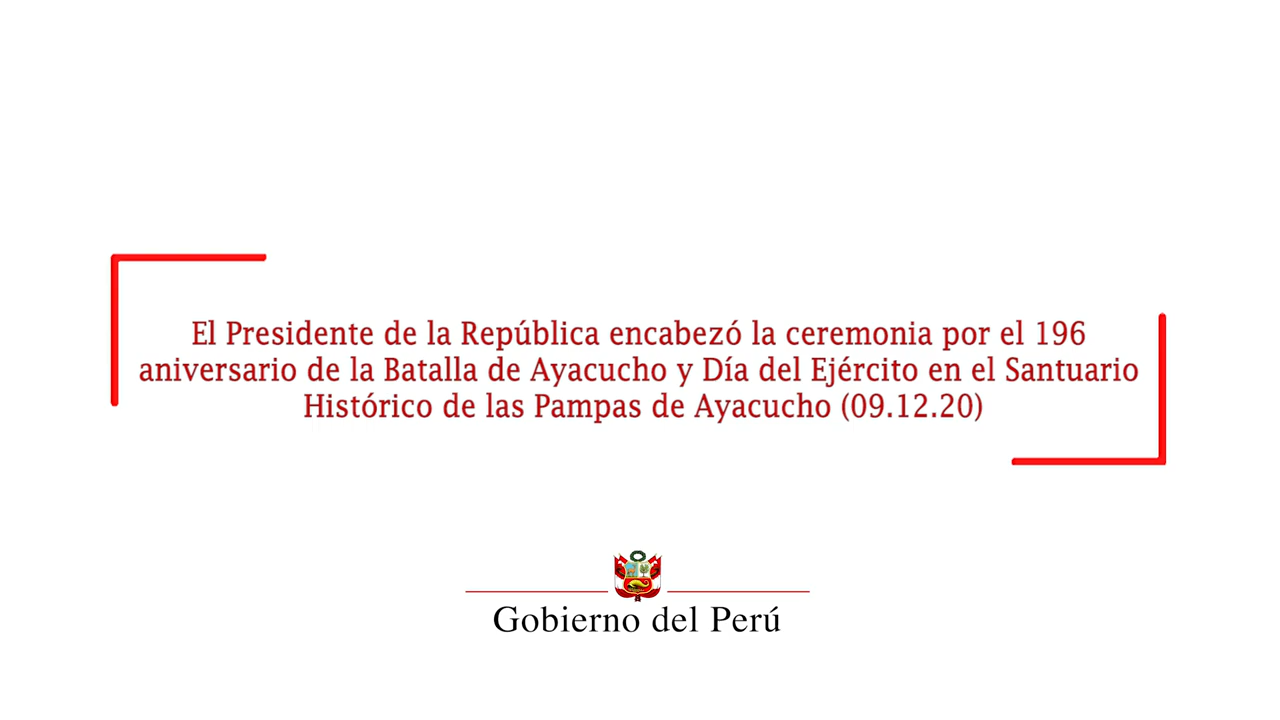 El Presidente de la República encabezó la ceremonia por el 196
aniversario de la Batalla de Ayacucho y Día del Ejército en el Santuario
Histórico de las Pampas de Ayacucho (09.12.20)
Gobierno del Perú